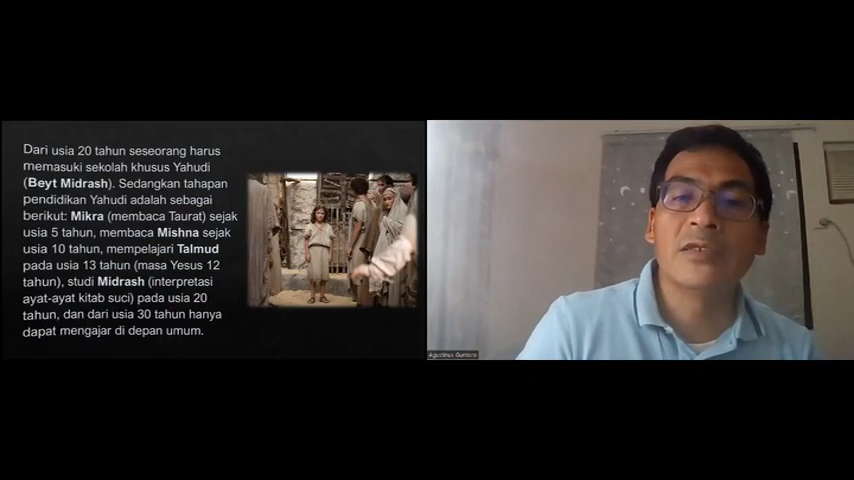 Dari usia 20 tahun seseorang harus
memasuki sekolah khusus Yahudi
(Beyt Midrash). Sedangkan tahapan
pendidikan Yahudi adalah sebagai
berikut: Mikra (membaca Taurat) sejak
usia 5 tahun, membaca Mishna sejak
usia 10 tahun, mempelajari Talmud
pada usia 13 tahun (masa Yesus 12
tahun), studi Midrash (interpretasi
ayat-ayat kitab suci) pada usia 20
tahun, dan dari usia 30 tahun hanya
dapat mengajar di depan umum.
Agustinus Guntoro